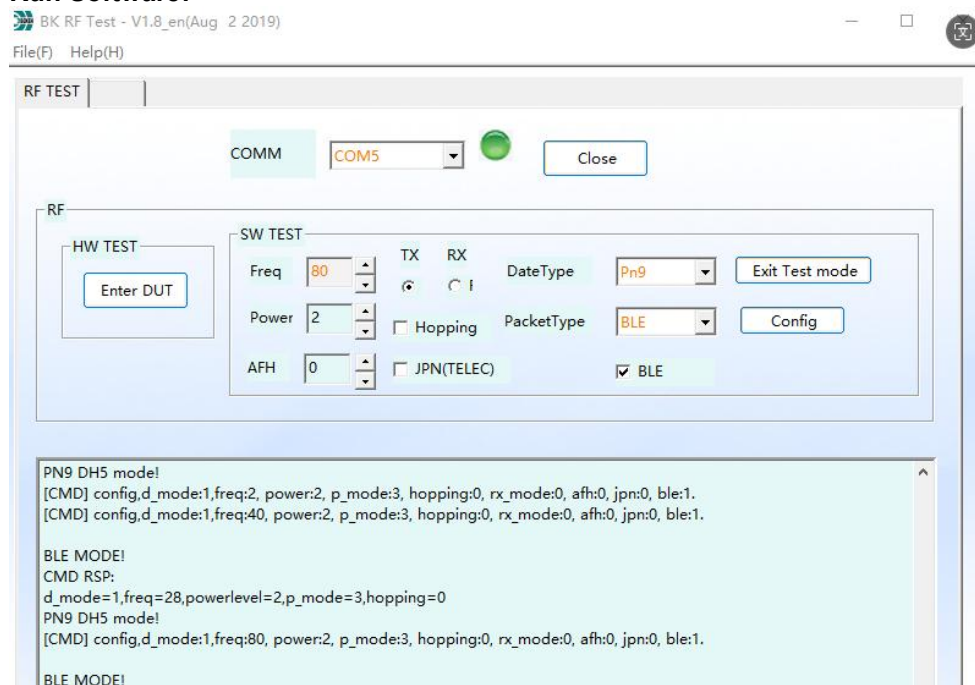 BK RF Test - V1.8_en(Aug 2 2019)
File(F) Help(H)
RF TEST
COMM COM5 Close
RF
HW TEST
Enter DUT
SW TEST
TX RX
Freq 80 DateType Pn9 Exit Test mode
Power 2 Hopping PacketType BLE Config
AFH 0 JPN(TELEC) BLE
PN9 DH5 mode!
[CMD] config,d_mode:1,freq:2, power:2, p_mode:3, hopping:0, rx_mode:0, afh:0, jpn:0, ble:1.
[CMD] config,d_mode:1,freq:40, power:2, p_mode:3, hopping:0, rx_mode:0, afh:0, jpn:0, ble:1.
BLE MODE!
CMD RSP:
d_mode=1,freq=28,powerlevel=2,p_mode=3,hopping=0
PN9 DH5 mode!
[CMD] config,d_mode:1,freq:80, power:2, p_mode:3, hopping:0, rx_mode:0, afh:0, jpn:0, ble:1.
BLE MODE!